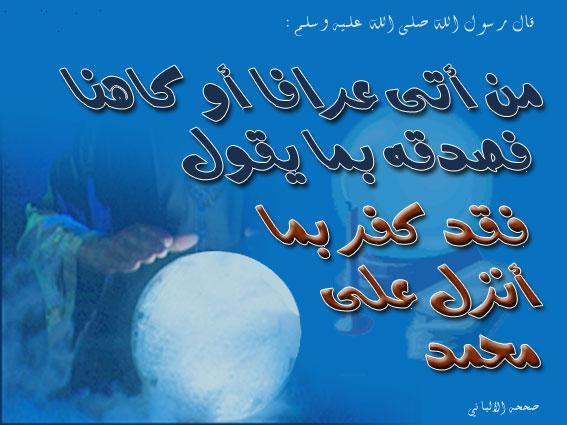 قال رسول الله صلى الله عليه وسلم :
من أتى عرافا أو كاهنا
فصدقه بما يقول
فقد كفر بما
أنزل على
محمد
صححه الالباني